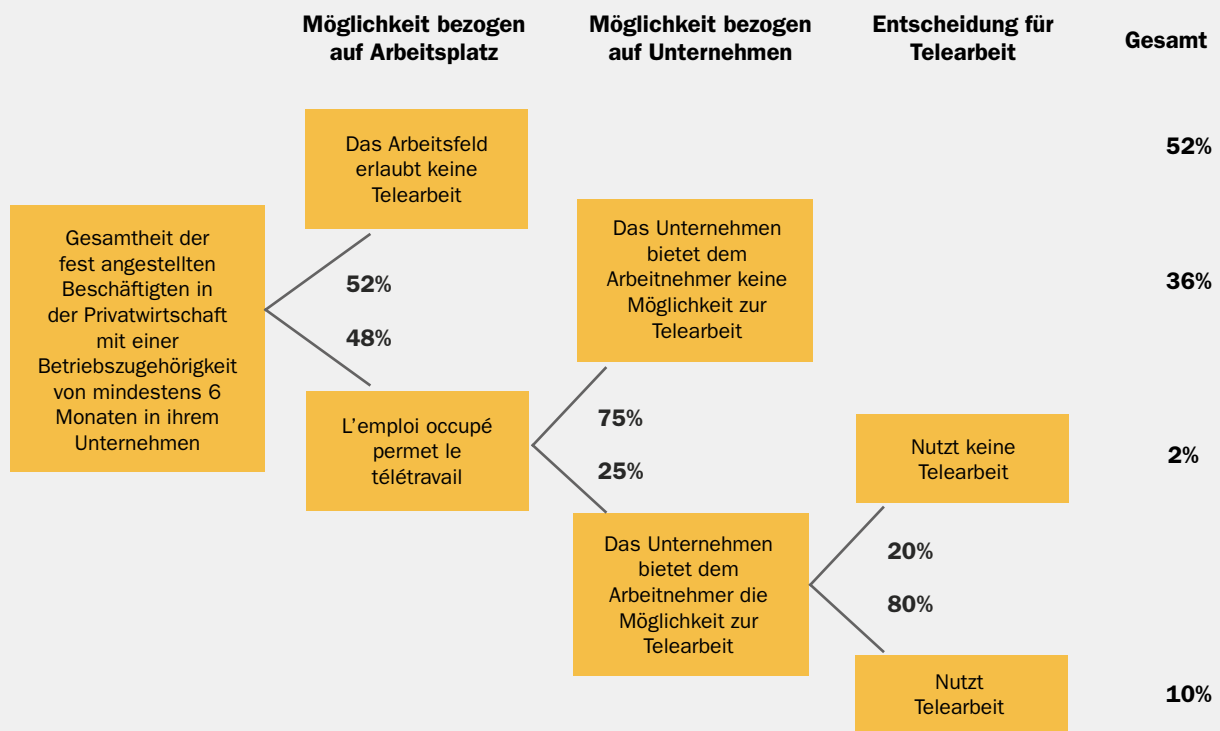 Möglichkeit bezogen
auf Arbeitsplatz
Möglichkeit bezogen
auf Unternehmen
Entscheidung für
Telearbeit
Gesamt
Das Arbeitsfeld
erlaubt keine
Telearbeit
52%
Gesamtheit der
fest angestellten
Beschäftigten in
der Privatwirtschaft
mit einer
Betriebszugehörigkeit
von mindestens 6
Monaten in ihrem
Unternehmen
52%
48%
Das Unternehmen
bietet dem
Arbeitnehmer keine
Möglichkeit zur
Telearbeit
36%
L'emploi occupé
permet le
télétravail
75%
25%
Nutzt keine
Telearbeit
2%
Das Unternehmen
bietet dem
Arbeitnehmer die
Möglichkeit zur
Telearbeit
20%
80%
Nutzt
Telearbeit
10%